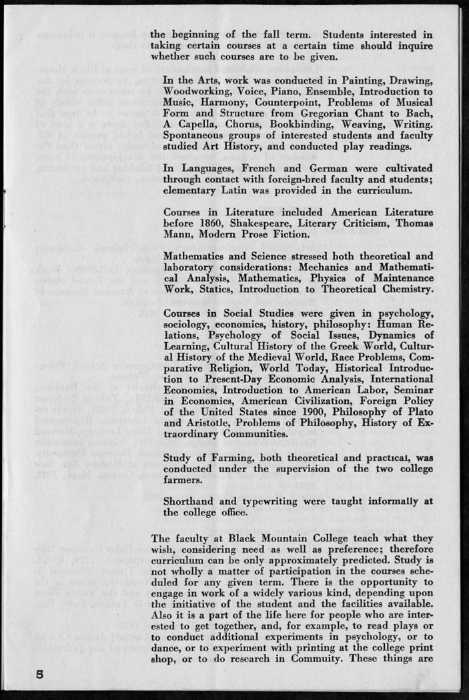 the beginning of the fall term. Students interested in
taking certain courses at a certain time should inquire
whether such courses are to be given.
In the Arts, work was conducted in Painting, Drawing,
Woodworking, Voice, Piano, Ensemble, Introduction to
Music, Harmony, Counterpoint, Problems of Musical
Form and Structure from Gregorian Chant to Bach,
A Capella, Chorus, Bookbinding, Weaving, Writing.
Spontaneous groups of interested students and faculty
studied Art History, and conducted play readings.
In Languages, French and German were cultivated
through contact with foreign-bred faculty and students;
elementary Latin was provided in the curriculum.
Courses in Literature included American Literature
before 1860, Shakespeare, Literary Criticism, Thomas
Mann, Modern Prose Fiction.
Mathematics and Science stressed both theoretical and
laboratory considerations: Mechanics and Mathemati-
cal Analysis, Mathematics, Physics of Maintenance
Work, Statics, Introduction to Theoretical Chemistry.
Courses in Social Studies were given in psychology,
sociology, economics, history, philosophy: Human Re-
lations, Psychology of Social Issues, Dynamics of
Learning, Cultural History of the Greek World, Cultur-
al History of the Medieval World, Race Problems, Com-
parative Religion, World Today, Historical Introduc-
tion to Present-Day Economic Analysis, International
Economics, Introduction to American Labor, Seminar
in Economics, American Civilization, Foreign Policy
of the United States since 1900, Philosophy of Plato
and Aristotle, Problems of Philosophy, History of Ex-
traordinary Communities.
Study of Farming, both theoretical and practical, was
conducted under the supervision of the two college
farmers.
Shorthand and typewriting were taught informally at
the college office.
The faculty at Black Mountain College teach what they
wish, considering need as well as preference; therefore
curriculum can be only approximately predicted. Study is
not wholly a matter of participation in the courses sche-
duled for any given term. There is the opportunity to
engage in work of a widely various kind, depending upon
the initiative of the student and the facilities available.
Also it is a part of the life here for people who are inter-
ested to get together, and, for example, to read plays or
to conduct additional experiments in psychology, or to
dance, or to experiment with printing at the college print
shop, or to do research in Commuity. These things are
5